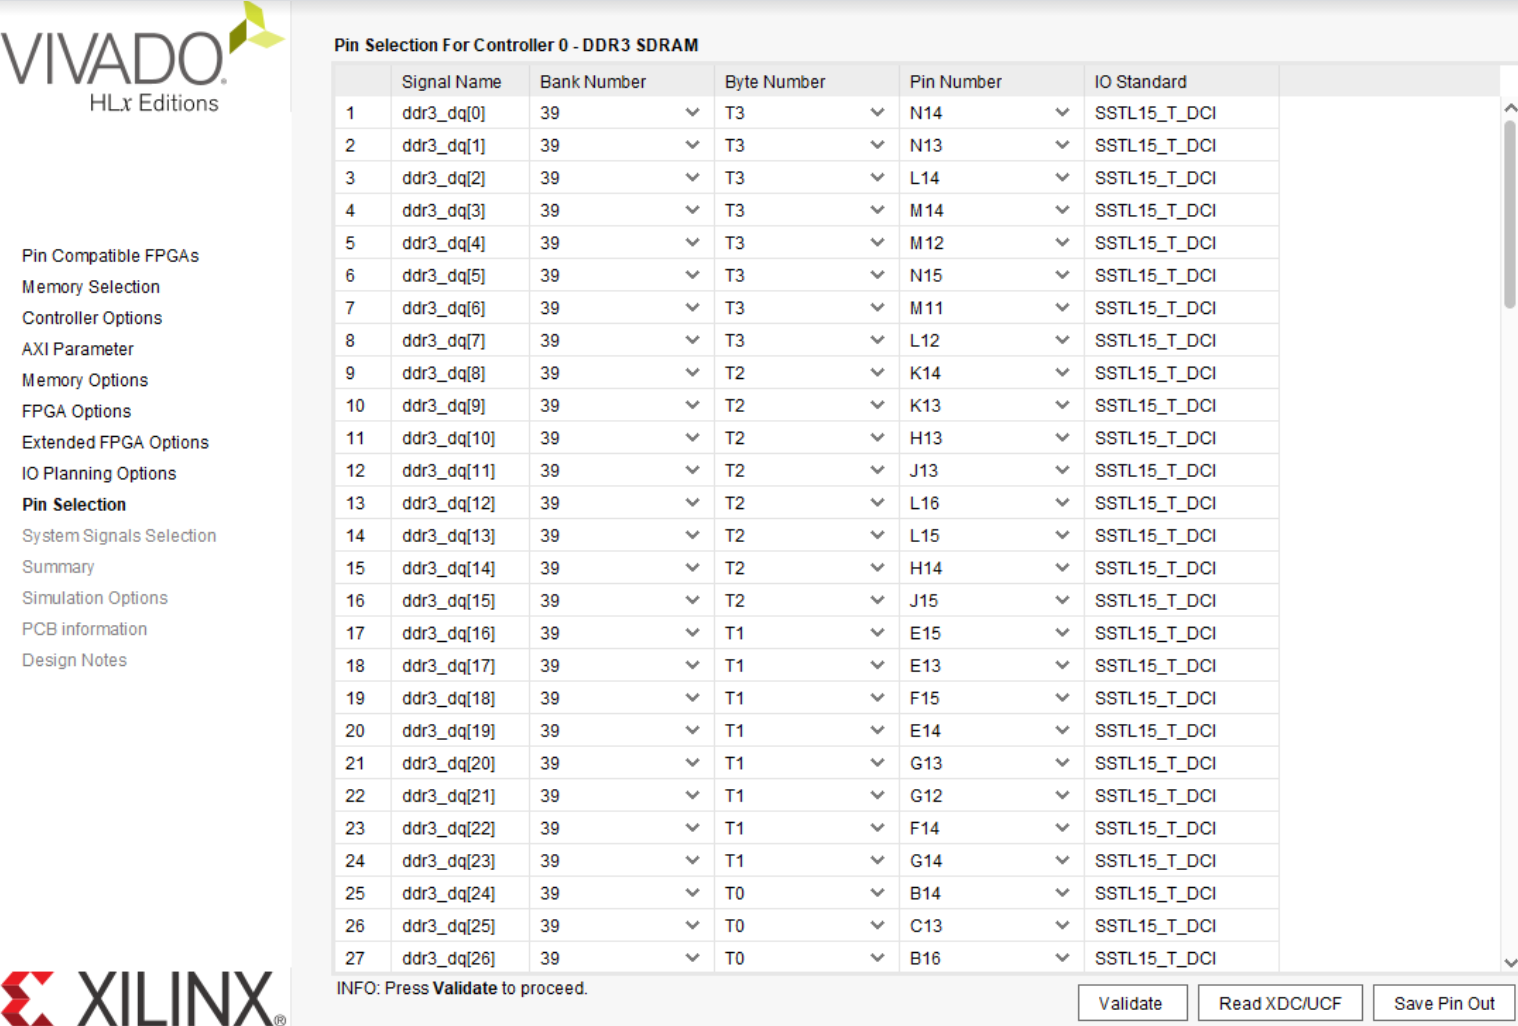 VIVADO.
HLx Editions
Pin Compatible FPGAs
Memory Selection
Controller Options
AXI Parameter
Memory Options
FPGA Options
Extended FPGA Options
IO Planning Options
Pin Selection
System Signals Selection
Summary
Simulation Options
PCB information
Design Notes
XILINX®
Pin Selection For Controller 0 - DDR3 SDRAM
Signal Name Bank Number Byte Number Pin Number IO Standard
1 ddr3_dq[0] 39 T3 N14 SSTL15_T_DCI
2 ddr3_dq[1] 39 T3 N13 SSTL15_T_DCI
3 ddr3_dq[2] 39 T3 L14 SSTL15_T_DCI
4 ddr3_dq[3] 39 T3 M14 SSTL15_T_DCI
5 ddr3_dq[4] 39 T3 M12 SSTL15_T_DCI
6 ddr3_dq[5] 39 T3 N15 SSTL15_T_DCI
7 ddr3_dq[6] 39 T3 M11 SSTL15_T_DCI
8 ddr3_dq[7] 39 T3 L12 SSTL15_T_DCI
9 ddr3_dq[8] 39 T2 K14 SSTL15_T_DCI
10 ddr3_dq[9] 39 T2 K13 SSTL15_T_DCI
11 ddr3_dq[10] 39 T2 H13 SSTL15_T_DCI
12 ddr3_dq[11] 39 T2 J13 SSTL15_T_DCI
13 ddr3_dq[12] 39 T2 L16 SSTL15_T_DCI
14 ddr3_dq[13] 39 T2 L15 SSTL15_T_DCI
15 ddr3_dq[14] 39 T2 H14 SSTL15_T_DCI
16 ddr3_dq[15] 39 T2 J15 SSTL15_T_DCI
17 ddr3_dq[16] 39 T1 E15 SSTL15_T_DCI
18 ddr3_dq[17] 39 T1 E13 SSTL15_T_DCI
19 ddr3_dq[18] 39 T1 F15 SSTL15_T_DCI
20 ddr3_dq[19] 39 T1 E14 SSTL15_T_DCI
21 ddr3_dq[20] 39 T1 G13 SSTL15_T_DCI
22 ddr3_dq[21] 39 T1 G12 SSTL15_T_DCI
23 ddr3_dq[22] 39 T1 F14 SSTL15_T_DCI
24 ddr3_dq[23] 39 T1 G14 SSTL15_T_DCI
25 ddr3_dq[24] 39 T0 B14 SSTL15_T_DCI
26 ddr3_dq[25] 39 T0 C13 SSTL15_T_DCI
27 ddr3_dq[26] 39 T0 B16 SSTL15_T_DCI
INFO: Press Validate to proceed.
Validate Read XDC/UCF Save Pin Out